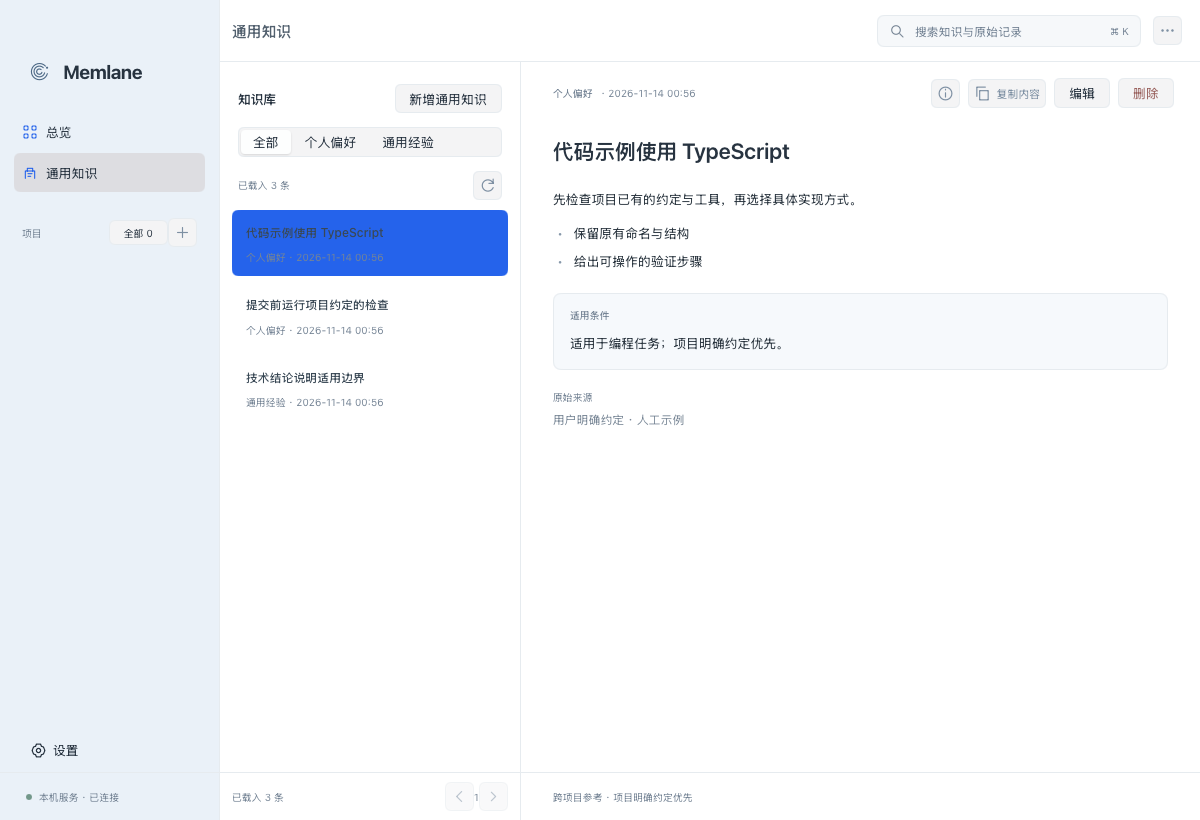 Memlane
总览
通用知识
项目
全部 0
设置
本机服务 · 已连接
通用知识
搜索知识与原始记录
⌘ K
知识库
新增通用知识
全部
个人偏好
通用经验
已载入 3 条
代码示例使用 TypeScript
个人偏好 · 2026-11-14 00:56
提交前运行项目约定的检查
个人偏好 · 2026-11-14 00:56
技术结论说明适用边界
通用经验 · 2026-11-14 00:56
已载入 3 条
1
个人偏好 · 2026-11-14 00:56
复制内容
编辑
删除
代码示例使用 TypeScript
先检查项目已有的约定与工具，再选择具体实现方式。
· 保留原有命名与结构
· 给出可操作的验证步骤
适用条件
适用于编程任务；项目明确约定优先。
原始来源
用户明确约定 · 人工示例
跨项目参考 · 项目明确约定优先